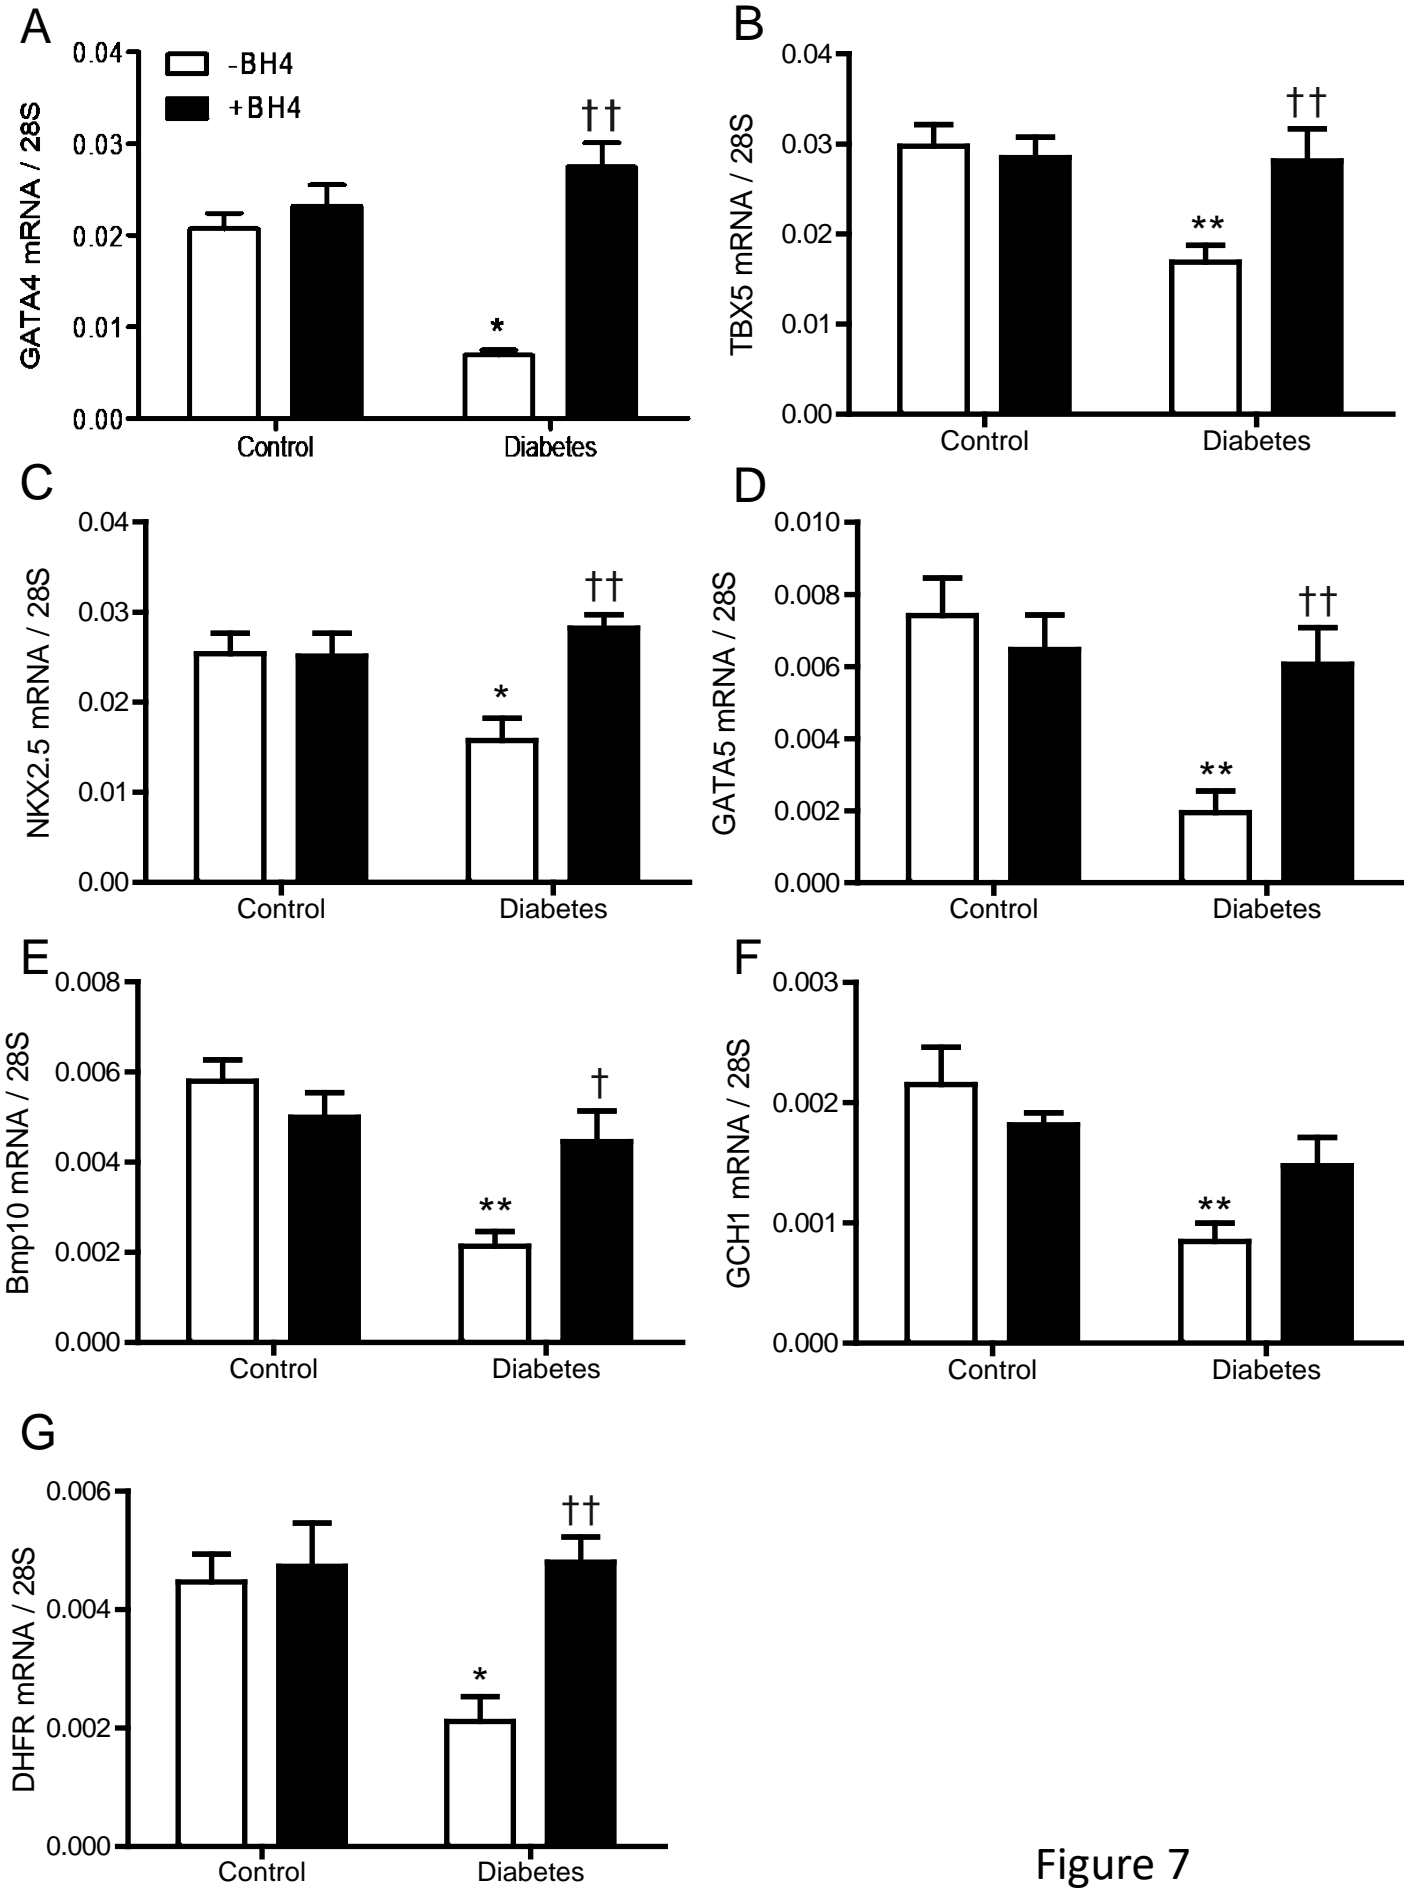 A
GATA4 mRNA / 28S
0.04
0.03
0.02
0.01
0.00
-BH4
+BH4
*
††
Control
Diabetes
B
TBX5 mRNA / 28S
0.04
0.03
0.02
0.01
0.00
**
††
Control
Diabetes
C
NKX2.5 mRNA / 28S
0.04
0.03
0.02
0.01
0.00
*
††
Control
Diabetes
D
GATA5 mRNA / 28S
0.010
0.008
0.006
0.004
0.002
0.000
**
††
Control
Diabetes
E
Bmp10 mRNA / 28S
0.008
0.006
0.004
0.002
0.000
**
†
Control
Diabetes
F
GCH1 mRNA / 28S
0.003
0.002
0.001
0.000
**
Control
Diabetes
G
DHFR mRNA / 28S
0.006
0.004
0.002
0.000
*
††
Control
Diabetes
Figure 7